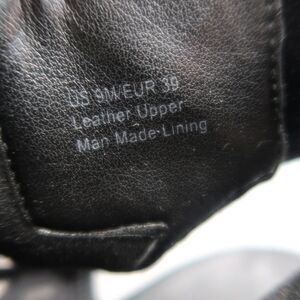 US 9M/EUR 39
Leather Upper
Man Made Lining